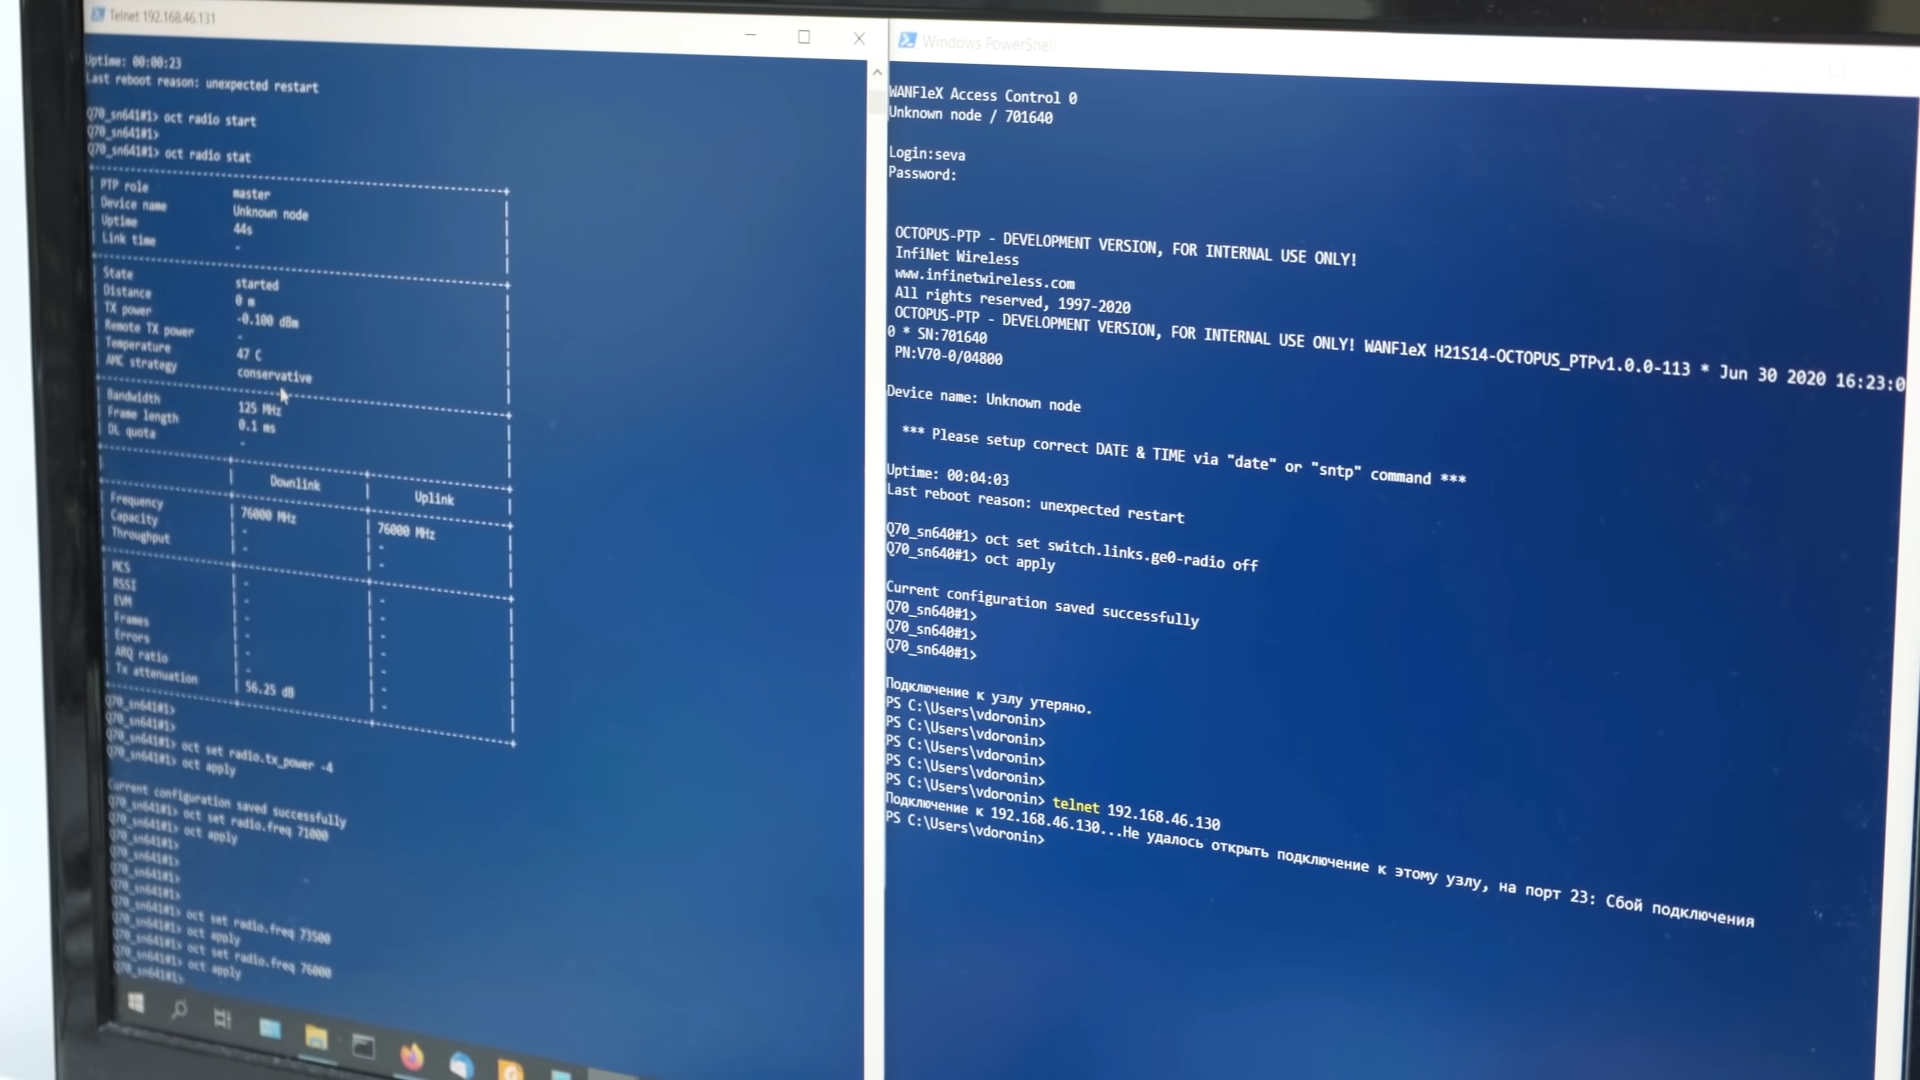 Telnet 192.168.46.131
Uptime: 00:00:23
Last reboot reason: unexpected restart
Q70_sn641#1> oct radio start
Q70_sn641#1>
Q70_sn641#1> oct radio stat
PTP role master
Device name Unknown node
Uptime 44s
Link time -
State started
Distance 0 m
TX power -0.100 dBm
Remote TX power -
Temperature 47 C
AMC strategy conservative
Bandwidth 125 MHz
Frame length 0.1 ms
DL quota -
Downlink Uplink
Frequency 76000 MHz 76000 MHz
Capacity - -
Throughput - -
MCS - -
RSSI - -
EVM - -
Frames - -
Errors - -
ARQ ratio - -
Tx attenuation 56.25 dB -
Q70_sn641#1>
Q70_sn641#1>
Q70_sn641#1> oct set radio.tx_power -4
Q70_sn641#1> oct apply
Current configuration saved successfully
Q70_sn641#1> oct set radio.freq 71000
Q70_sn641#1> oct apply
Q70_sn641#1>
Q70_sn641#1>
Q70_sn641#1>
Q70_sn641#1>
Q70_sn641#1> oct set radio.freq 73500
Q70_sn641#1> oct apply
Q70_sn641#1> oct set radio.freq 76000
Q70_sn641#1> oct apply
Q70_sn641#1>
Windows PowerShell
WANFleX Access Control 0
Unknown node / 701640
Login:seva
Password:
OCTOPUS-PTP - DEVELOPMENT VERSION, FOR INTERNAL USE ONLY!
InfiNet Wireless
www.infinetwireless.com
All rights reserved, 1997-2020
OCTOPUS-PTP - DEVELOPMENT VERSION, FOR INTERNAL USE ONLY! WANFleX H21S14-OCTOPUS_PTPv1.0.0-113 * Jun 30 2020 16:23:0
0 * SN:701640
PN:V70-0/04800
Device name: Unknown node
*** Please setup correct DATE & TIME via "date" or "sntp" command ***
Uptime: 00:04:03
Last reboot reason: unexpected restart
Q70_sn640#1> oct set switch.links.ge0-radio off
Q70_sn640#1> oct apply
Current configuration saved successfully
Q70_sn640#1>
Q70_sn640#1>
Q70_sn640#1>
Подключение к узлу утеряно.
PS C:\Users\vdoronin>
PS C:\Users\vdoronin>
PS C:\Users\vdoronin>
PS C:\Users\vdoronin>
PS C:\Users\vdoronin> telnet 192.168.46.130
Подключение к 192.168.46.130...Не удалось открыть подключение к этому узлу, на порт 23: Сбой подключения
PS C:\Users\vdoronin>